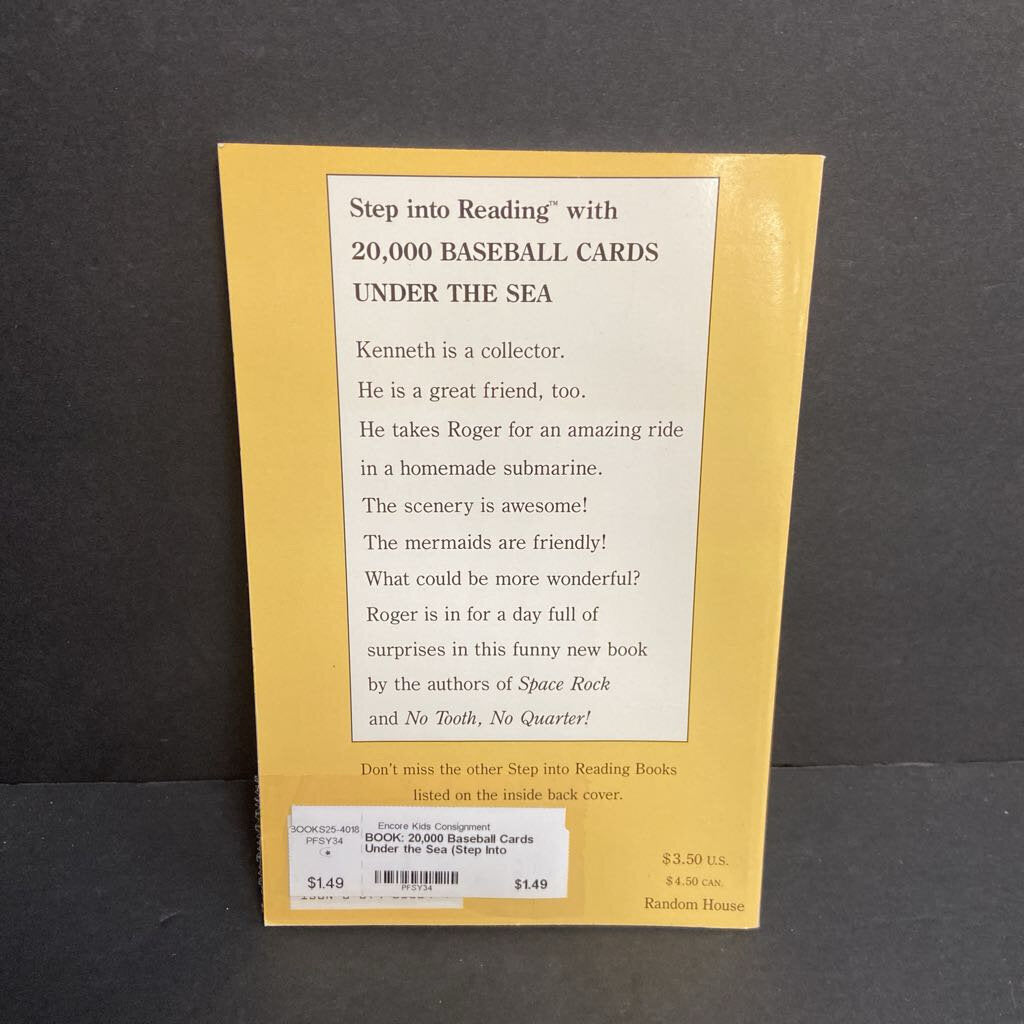 Step into Reading™ with
20,000 BASEBALL CARDS
UNDER THE SEA
Kenneth is a collector.
He is a great friend, too.
He takes Roger for an amazing ride
in a homemade submarine.
The scenery is awesome!
The mermaids are friendly!
What could be more wonderful?
Roger is in for a day full of
surprises in this funny new book
by the authors of Space Rock
and No Tooth, No Quarter!
Don't miss the other Step into Reading Books
listed on the inside back cover.
BOOKS25-4018
PFSY34
$1.49
Encore Kids Consignment
BOOK: 20,000 Baseball Cards
Under the Sea (Step Into
PFSY34
$1.49
$3.50 U.S.
$4.50 CAN.
Random House